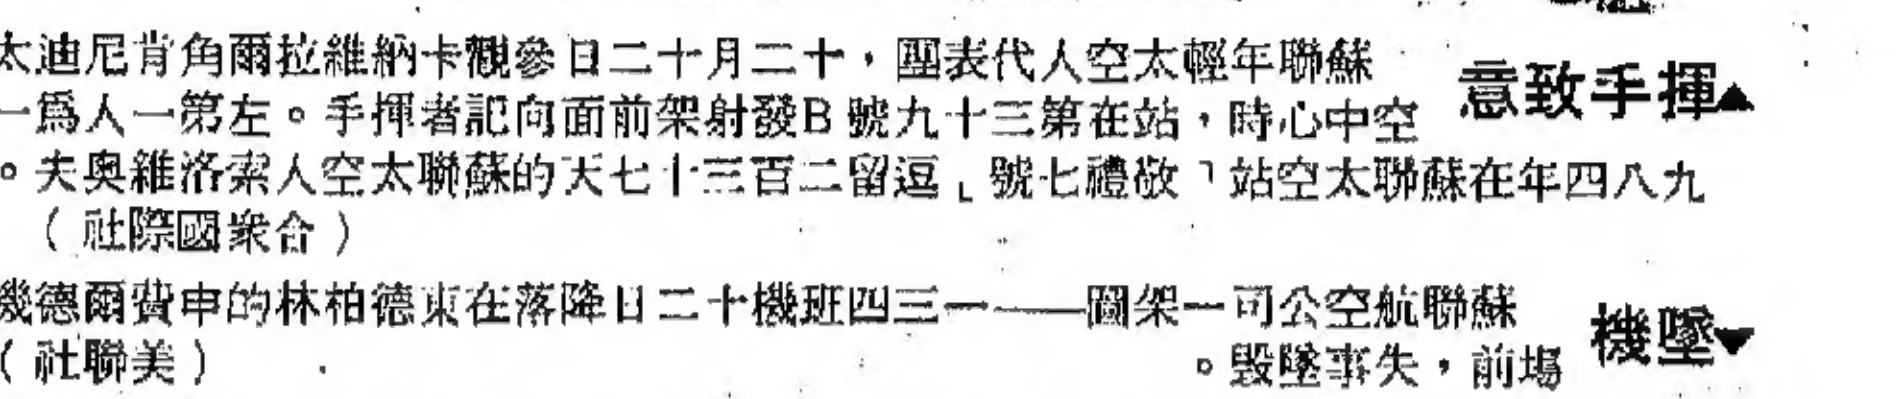 ▲揮手致意
蘇聯年輕太空人代表團，十二月十二日參觀卡納維拉爾角肯尼迪太
空中心時，站在第三十九號B發射架前面向記者揮手。左第一人爲一
九八四年在蘇聯太空站「敬禮七號」逗留二百三十七天的蘇聯太空人索洛維奧夫。
（合衆國際社）
▼墜機
蘇聯航空公司一架圖——一三四班機十二日降落在東德柏林的申費爾德機
場前，失事墜毀。（美聯社）